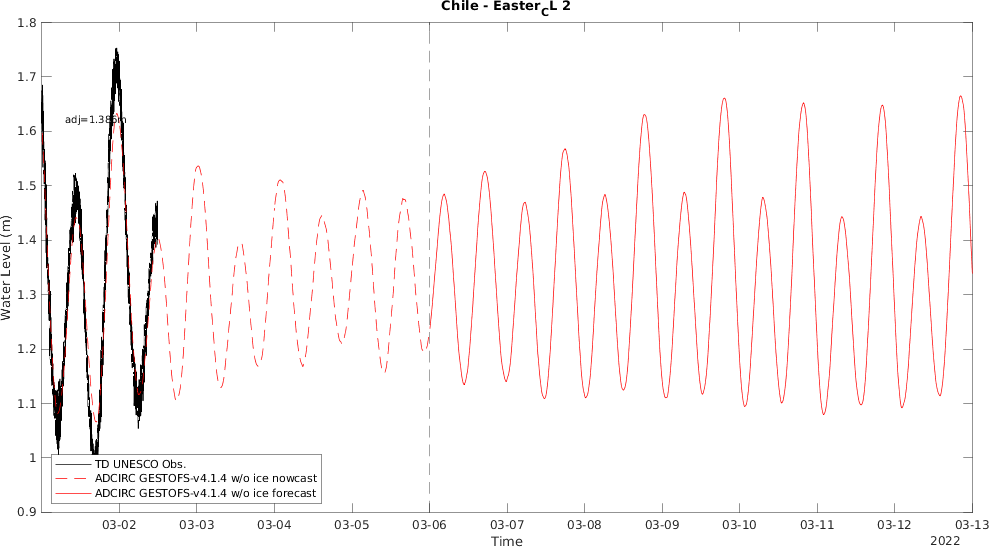 Chile - Easter_CL 2
1.8
1.7
1.6
1.5
1.4
1.3
1.2
1.1
1
0.9
Water Level (m)
adj=1.386m
TD UNESCO Obs.
ADCIRC GESTOFS-v4.1.4 w/o ice nowcast
ADCIRC GESTOFS-v4.1.4 w/o ice forecast
03-02 03-03 03-04 03-05 03-06 03-07 03-08 03-09 03-10 03-11 03-12 03-13
Time
2022